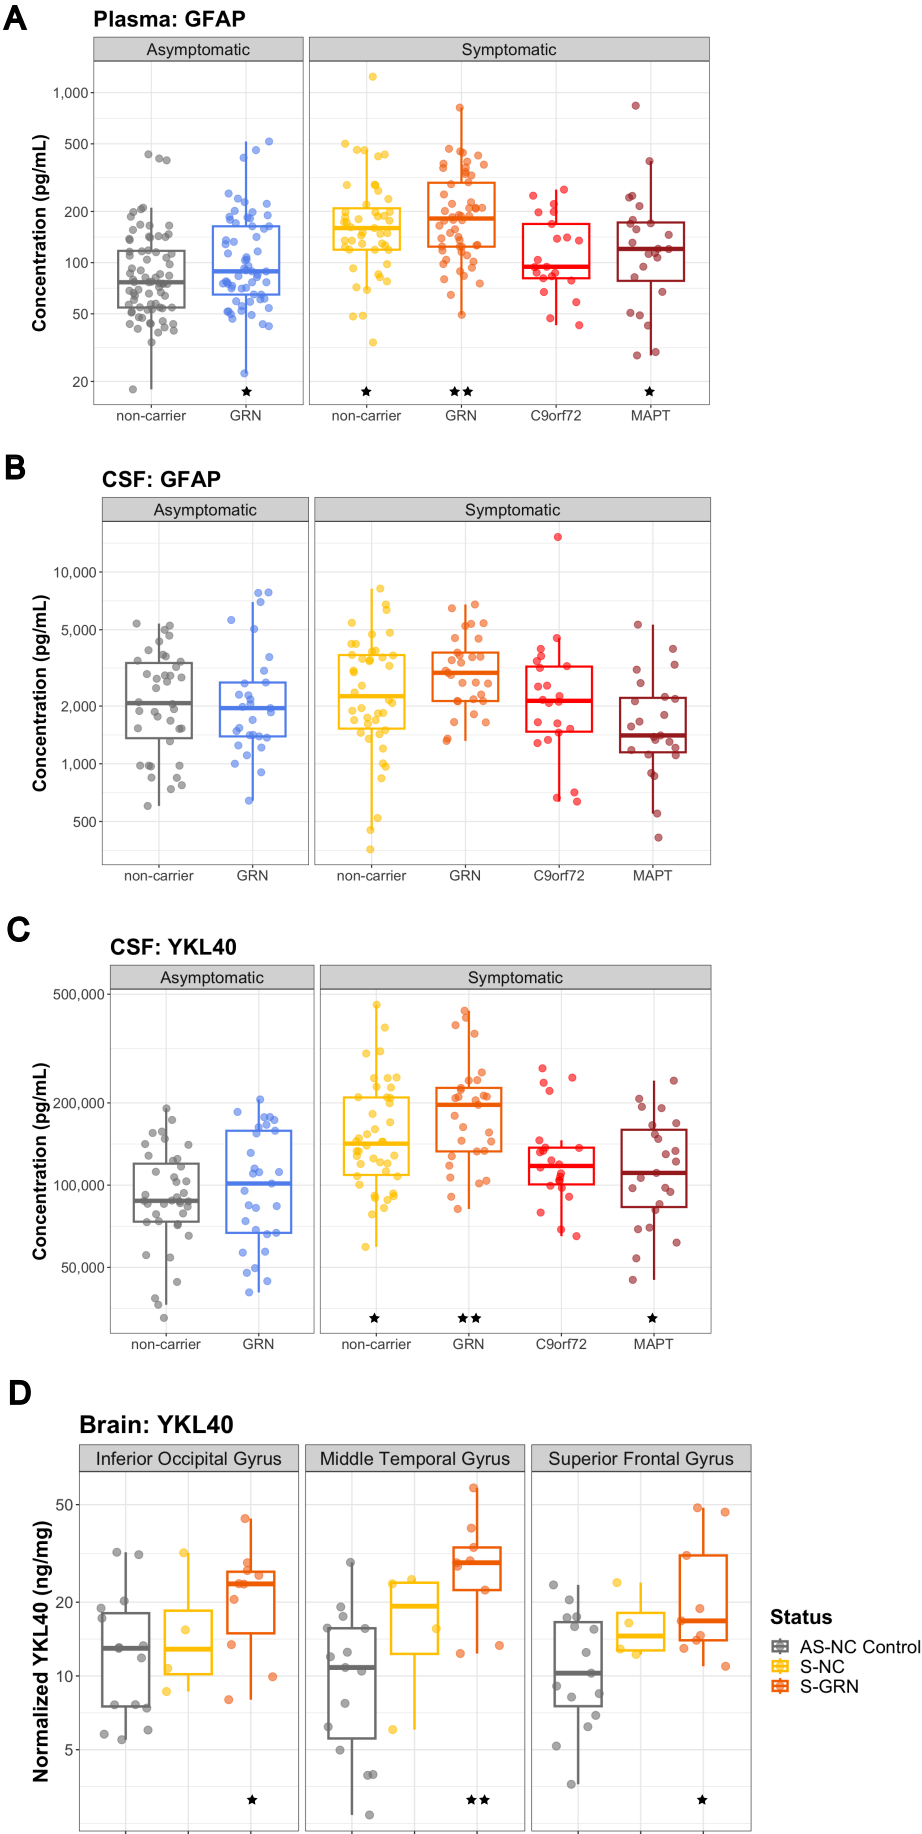 A
Plasma: GFAP
Asymptomatic
Symptomatic
Concentration (pg/mL)
1,000
500
200
100
50
20
non-carrier
GRN
non-carrier
GRN
C9orf72
MAPT
B
CSF: GFAP
Asymptomatic
Symptomatic
Concentration (pg/mL)
10,000
5,000
2,000
1,000
500
non-carrier
GRN
non-carrier
GRN
C9orf72
MAPT
C
CSF: YKL40
Asymptomatic
Symptomatic
Concentration (pg/mL)
500,000
200,000
100,000
50,000
non-carrier
GRN
non-carrier
GRN
C9orf72
MAPT
D
Brain: YKL40
Inferior Occipital Gyrus
Middle Temporal Gyrus
Superior Frontal Gyrus
Normalized YKL40 (ng/mg)
50
20
10
5
Status
AS-NC Control
S-NC
S-GRN